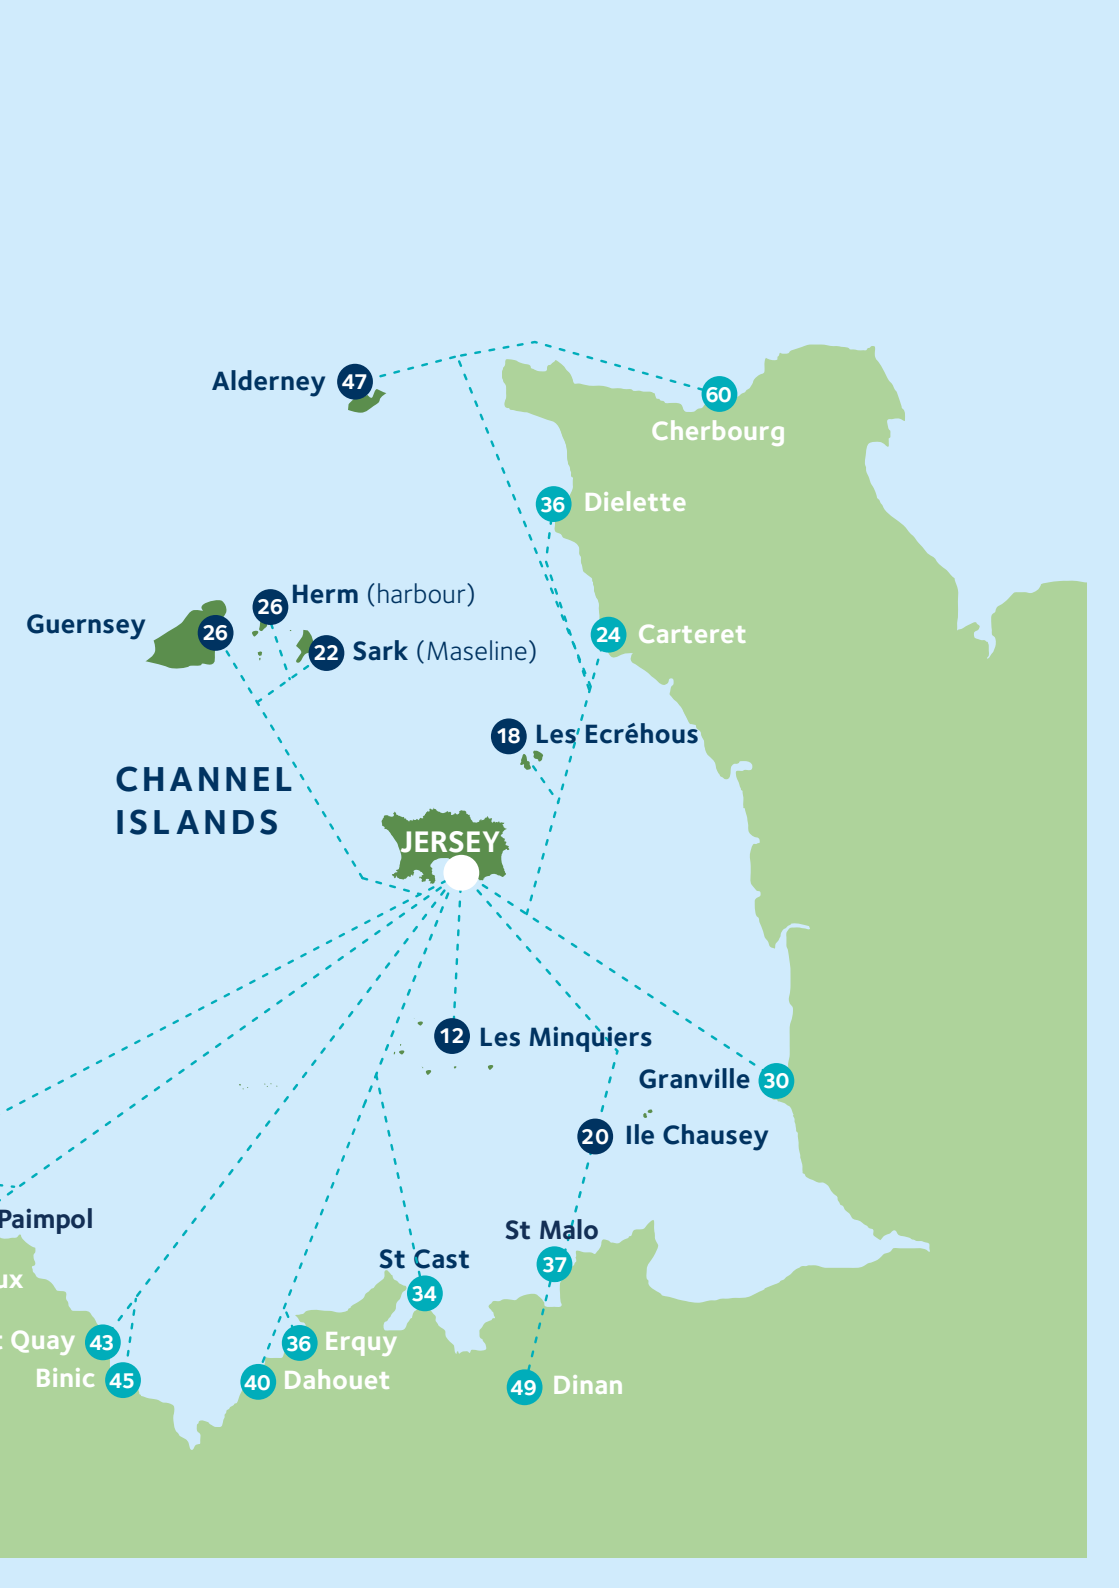 Alderney 47
60
Cherbourg
36 Dielette
Herm (harbour)
26
Guernsey 26
24 Carteret
22 Sark (Maseline)
18 Les Ecréhous
CHANNEL
ISLANDS
JERSEY
12 Les Minquiers
Granville 30
20 Ile Chausey
Paimpol
St Malo
37
St Cast
34
ux
Quay 43
36 Erquy
Binic 45
40 Dahouet
49 Dinan